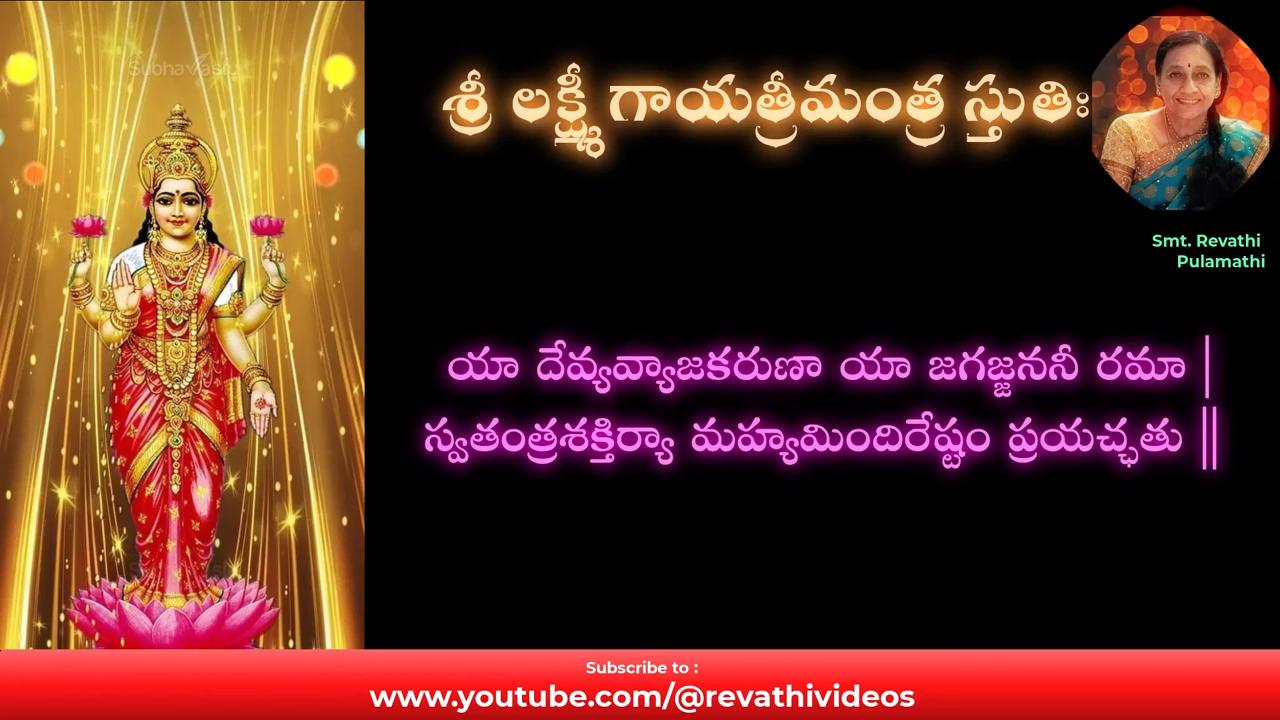 Subhavastu
శ్రీ లక్ష్మీ గాయత్రీమంత్ర స్తుతిః
Smt. Revathi
Pulamathi
యా దేవ్యవ్యాజకరుణా యా జగజ్జననీ రమా |
స్వతంత్రశక్తిర్యా మహ్యమిందిరేష్టం ప్రయచ్ఛతు ||
Subscribe to :
www.youtube.com/@revathivideos